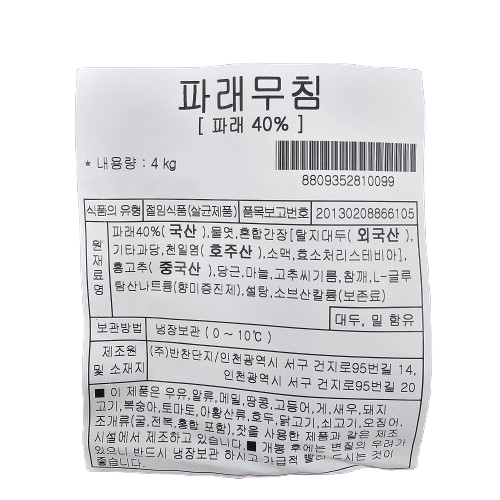 파래무침
[ 파래 40% ]
* 내용량 : 4 kg
8809352810099
식품의 유형 절임식품(살균제품) 품목보고번호 20130208866105
원재료명
파래40%( 국산 ),물엿,혼합간장[탈지대두( 외국산 ),
기타과당,천일염( 호주산 ),소맥,효소처리스테비아],
홍고추( 중국산 ),당근,마늘,고추씨기름,참깨,L-글루
탐산나트륨(향미증진제),설탕,소브산칼륨(보존료)
대두, 밀 함유
보관방법 냉장보관 ( 0 ~ 10℃ )
제조원 및 소재지
(주)반찬단지/인천광역시 서구 건지로95번길 14,
인천광역시 서구 건지로95번길 20
■ 이 제품은 우유,알류,메밀,땅콩,고등어,게,새우,돼지
고기,복숭아,토마토,아황산류,호두,닭고기,쇠고기,오징어,
조개류(굴,전복,홍합 포함),잣을 사용한 제품과 같은 제조
시설에서 제조하고 있습니다. ■ 개봉 후에는 변질의 우려가
있으니 반드시 냉장보관 하시고 가급적 빨리 드시는 것이
좋습니다.